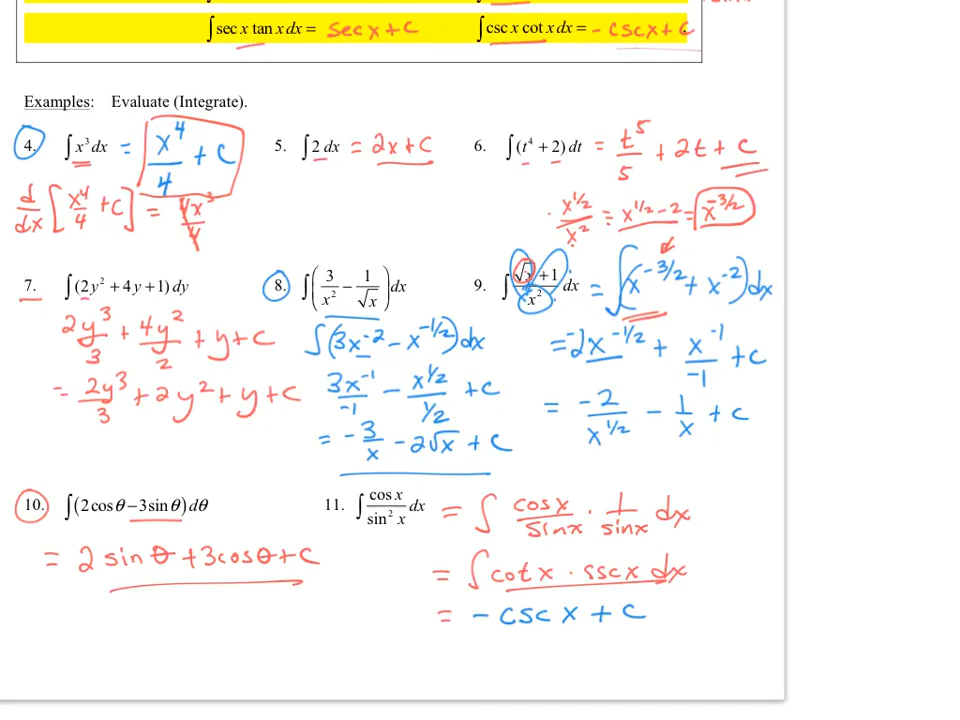 ∫ sec x tan x dx = sec x + c ∫ csc x cot x dx = - csc x + c
Examples: Evaluate (Integrate).
4. ∫ x³ dx = x⁴/4 + c
d/dx [x⁴/4 + c] = 4x³/4
5. ∫ 2 dx = 2x + c
6. ∫ (t⁴ + 2) dt = t⁵/5 + 2t + c
7. ∫ (2y² + 4y + 1) dy
2y³/3 + 4y²/2 + y + c
= 2y³/3 + 2y² + y + c
8. ∫ (3/x² − 1/√x) dx
∫ (3x⁻² − x^(-1/2)) dx
3x⁻¹/-1 − x^(1/2)/(1/2) + c
= -3/x − 2√x + c
x^(1/2)/x² = x^(1/2 - 2) = x^(-3/2)
9. ∫ (√x + 1)/x² dx = ∫ (x^(-3/2) + x⁻²) dx
= -2x^(-1/2) + x⁻¹/-1 + c
= -2/x^(1/2) − 1/x + c
10. ∫ (2cos θ − 3sin θ) dθ
= 2 sin θ + 3 cos θ + c
11. ∫ cos x/sin² x dx = ∫ cos x/sin x · 1/sin x dx
= ∫ cot x · csc x dx
= - csc x + c